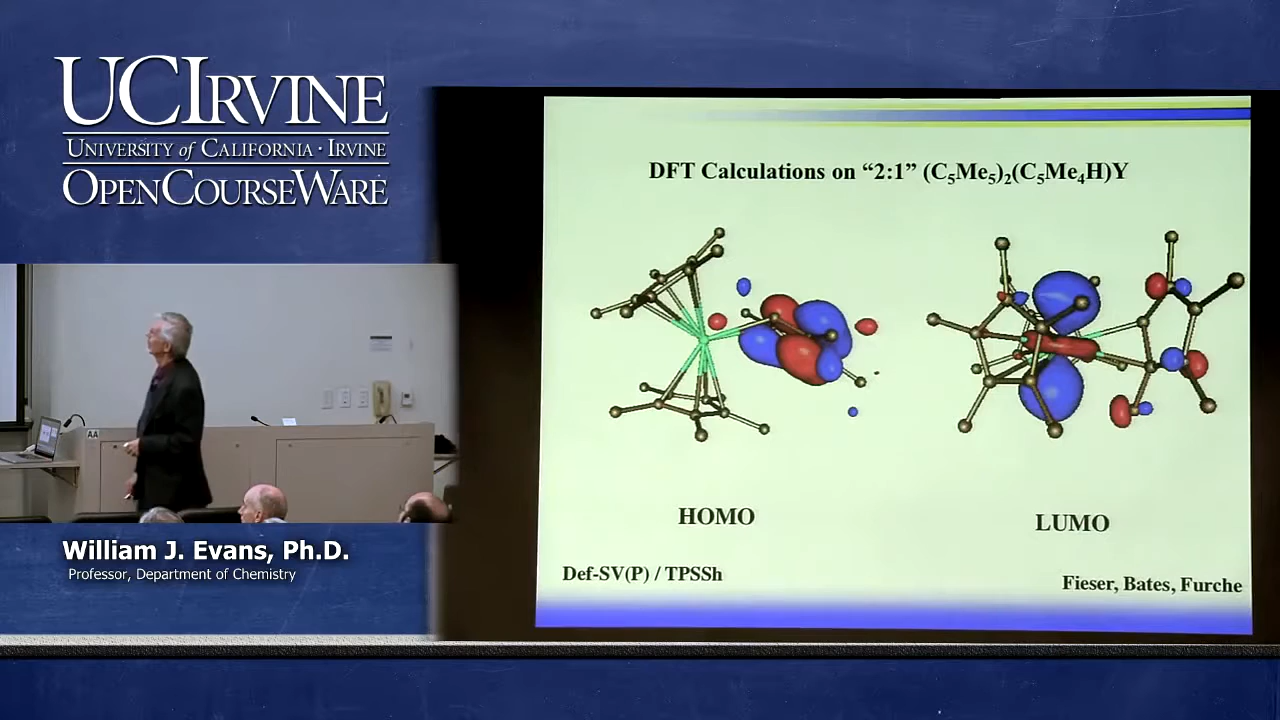 UCIRVINE
UNIVERSITY of CALIFORNIA · IRVINE
OPENCOURSEWARE
DFT Calculations on “2:1” (C₅Me₅)₂(C₅Me₄H)Y
HOMO
LUMO
Def-SV(P) / TPSSh
Fieser, Bates, Furche
AA
William J. Evans, Ph.D.
Professor, Department of Chemistry